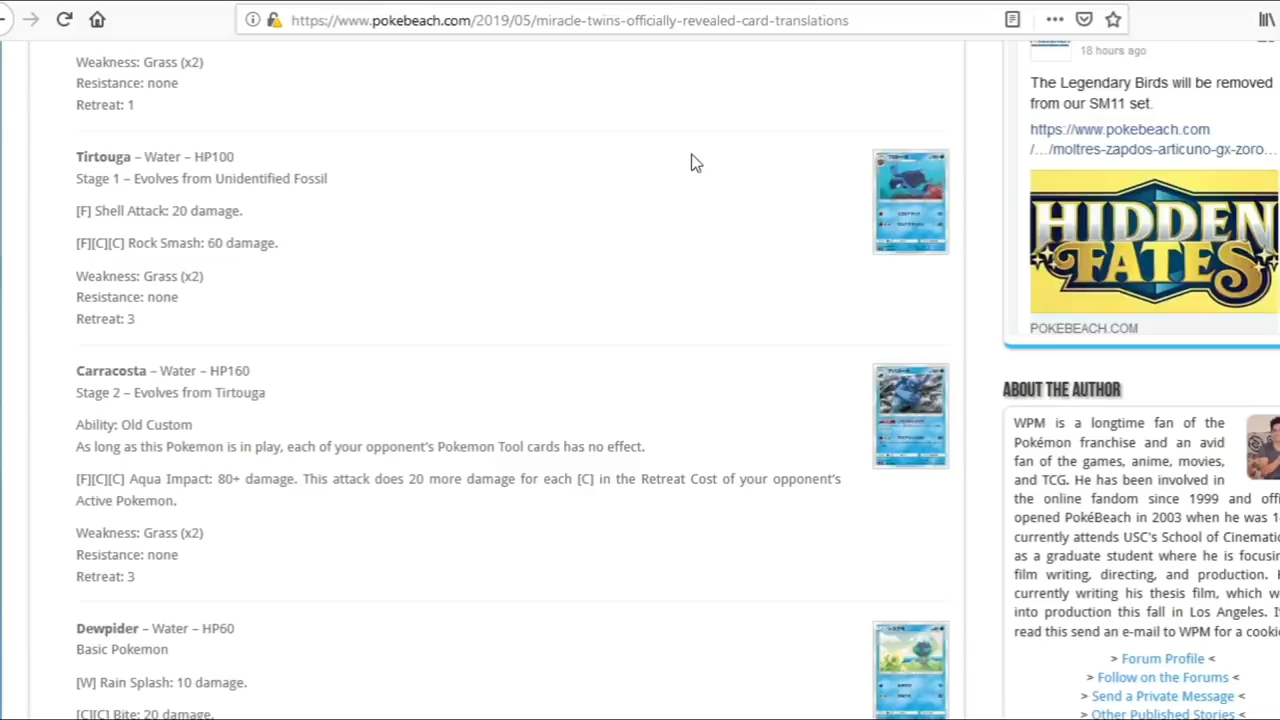 https://www.pokebeach.com/2019/05/miracle-twins-officially-revealed-card-translations
Weakness: Grass (x2)
Resistance: none
Retreat: 1
Tirtouga – Water – HP100
Stage 1 – Evolves from Unidentified Fossil
[F] Shell Attack: 20 damage.
[F][C][C] Rock Smash: 60 damage.
Weakness: Grass (x2)
Resistance: none
Retreat: 3
Carracosta – Water – HP160
Stage 2 – Evolves from Tirtouga
Ability: Old Custom
As long as this Pokemon is in play, each of your opponent's Pokemon Tool cards has no effect.
[F][C][C] Aqua Impact: 80+ damage. This attack does 20 more damage for each [C] in the Retreat Cost of your opponent's
Active Pokemon.
Weakness: Grass (x2)
Resistance: none
Retreat: 3
Dewpider – Water – HP60
Basic Pokemon
[W] Rain Splash: 10 damage.
[C][C] Bite: 20 damage.
18 hours ago
The Legendary Birds will be removed
from our SM11 set.
https://www.pokebeach.com
/…/moltres-zapdos-articuno-gx-zoro…
HIDDEN
FATES
POKEBEACH.COM
ABOUT THE AUTHOR
WPM is a longtime fan of the
Pokémon franchise and an avid
fan of the games, anime, movies,
and TCG. He has been involved in
the online fandom since 1999 and offi
opened PokéBeach in 2003 when he was 1
currently attends USC's School of Cinematic
as a graduate student where he is focusin
film writing, directing, and production. H
currently writing his thesis film, which w
into production this fall in Los Angeles. I
read this send an e-mail to WPM for a cookie
> Forum Profile <
> Follow on the Forums <
> Send a Private Message <
> Other Published Stories <